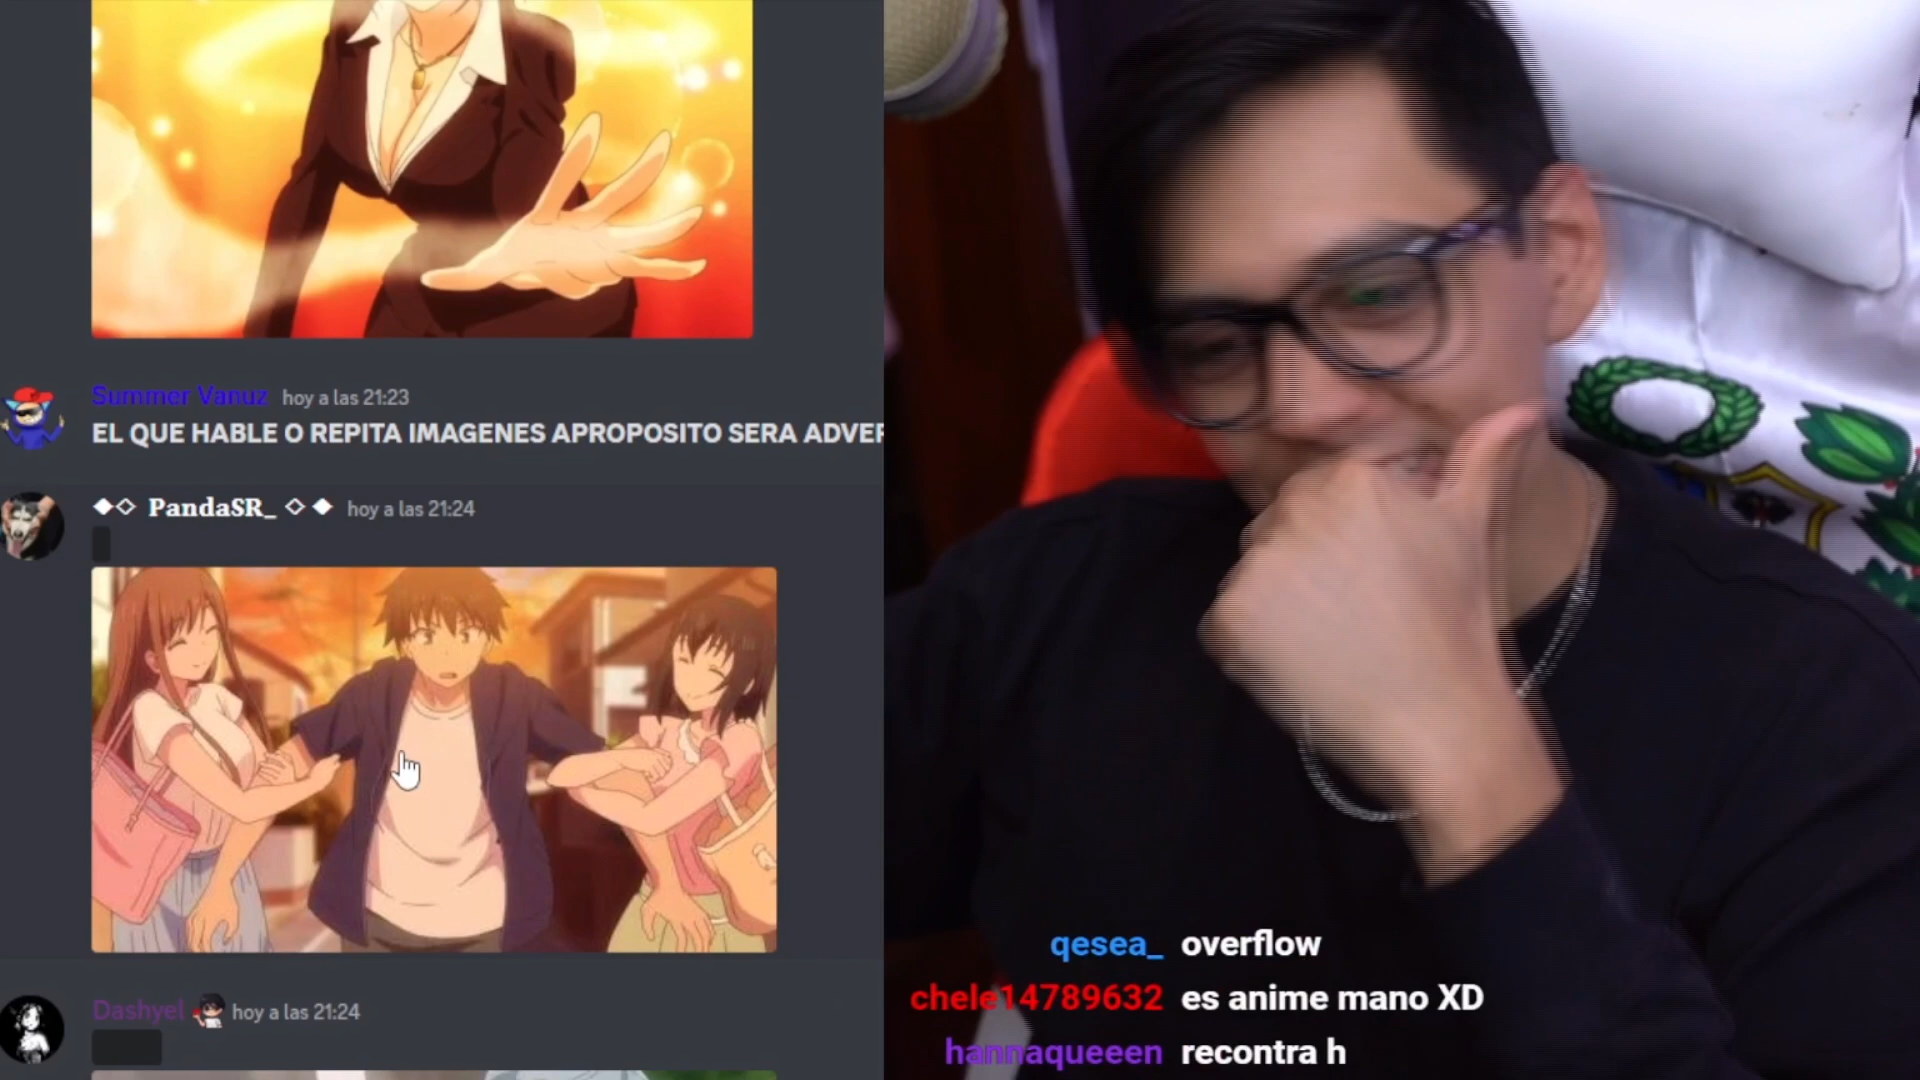 Summer Vanuz hoy a las 21:23
EL QUE HABLE O REPITA IMAGENES APROPOSITO SERA ADVER
◆◇ PandaSR_ ◇◆ hoy a las 21:24
Dashyel hoy a las 21:24
qesea_ overflow
chele14789632 es anime mano XD
hannaqueeen recontra h